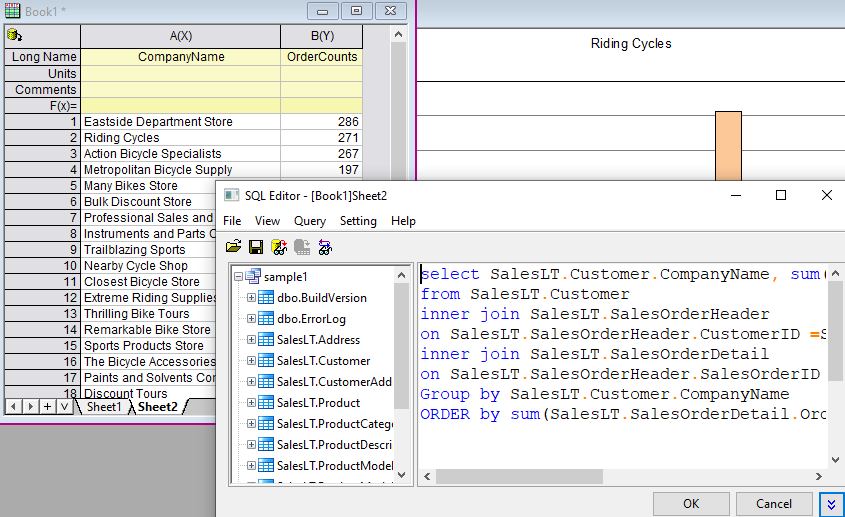 Book1 *
A(X) B(Y)
Long Name CompanyName OrderCounts
Units
Comments
F(x)=
1 Eastside Department Store 286
2 Riding Cycles 271
3 Action Bicycle Specialists 267
4 Metropolitan Bicycle Supply 197
5 Many Bikes Store
6 Bulk Discount Store
7 Professional Sales and
8 Instruments and Parts C
9 Trailblazing Sports
10 Nearby Cycle Shop
11 Closest Bicycle Store
12 Extreme Riding Supplies
13 Thrilling Bike Tours
14 Remarkable Bike Store
15 Sports Products Store
16 The Bicycle Accessories
17 Paints and Solvents Con
18 Discount Tours
Sheet1 Sheet2
Riding Cycles
SQL Editor - [Book1]Sheet2
File View Query Setting Help
sample1
dbo.BuildVersion
dbo.ErrorLog
SalesLT.Address
SalesLT.Customer
SalesLT.CustomerAdd
SalesLT.Product
SalesLT.ProductCateg
SalesLT.ProductDescri
SalesLT.ProductModel
select SalesLT.Customer.CompanyName, sum(
from SalesLT.Customer
inner join SalesLT.SalesOrderHeader
on SalesLT.SalesOrderHeader.CustomerID =S
inner join SalesLT.SalesOrderDetail
on SalesLT.SalesOrderHeader.SalesOrderID
Group by SalesLT.Customer.CompanyName
ORDER by sum(SalesLT.SalesOrderDetail.Ord
OK Cancel